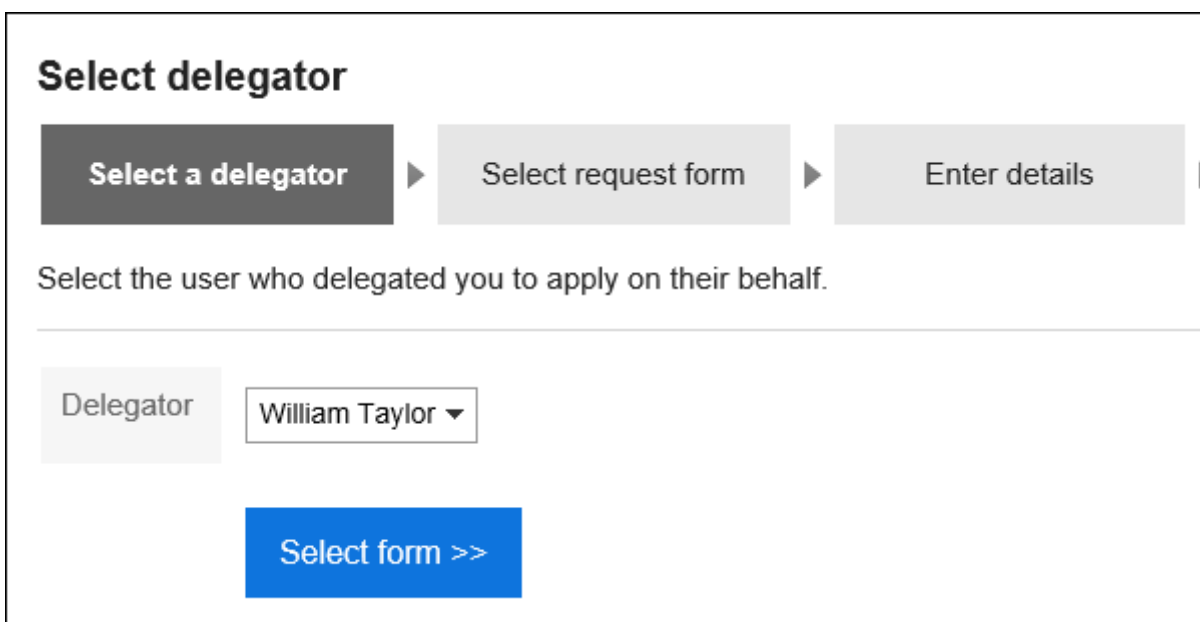 Select delegator
Select a delegator
Select request form
Enter details
Select the user who delegated you to apply on their behalf.
Delegator
William Taylor
Select form >>